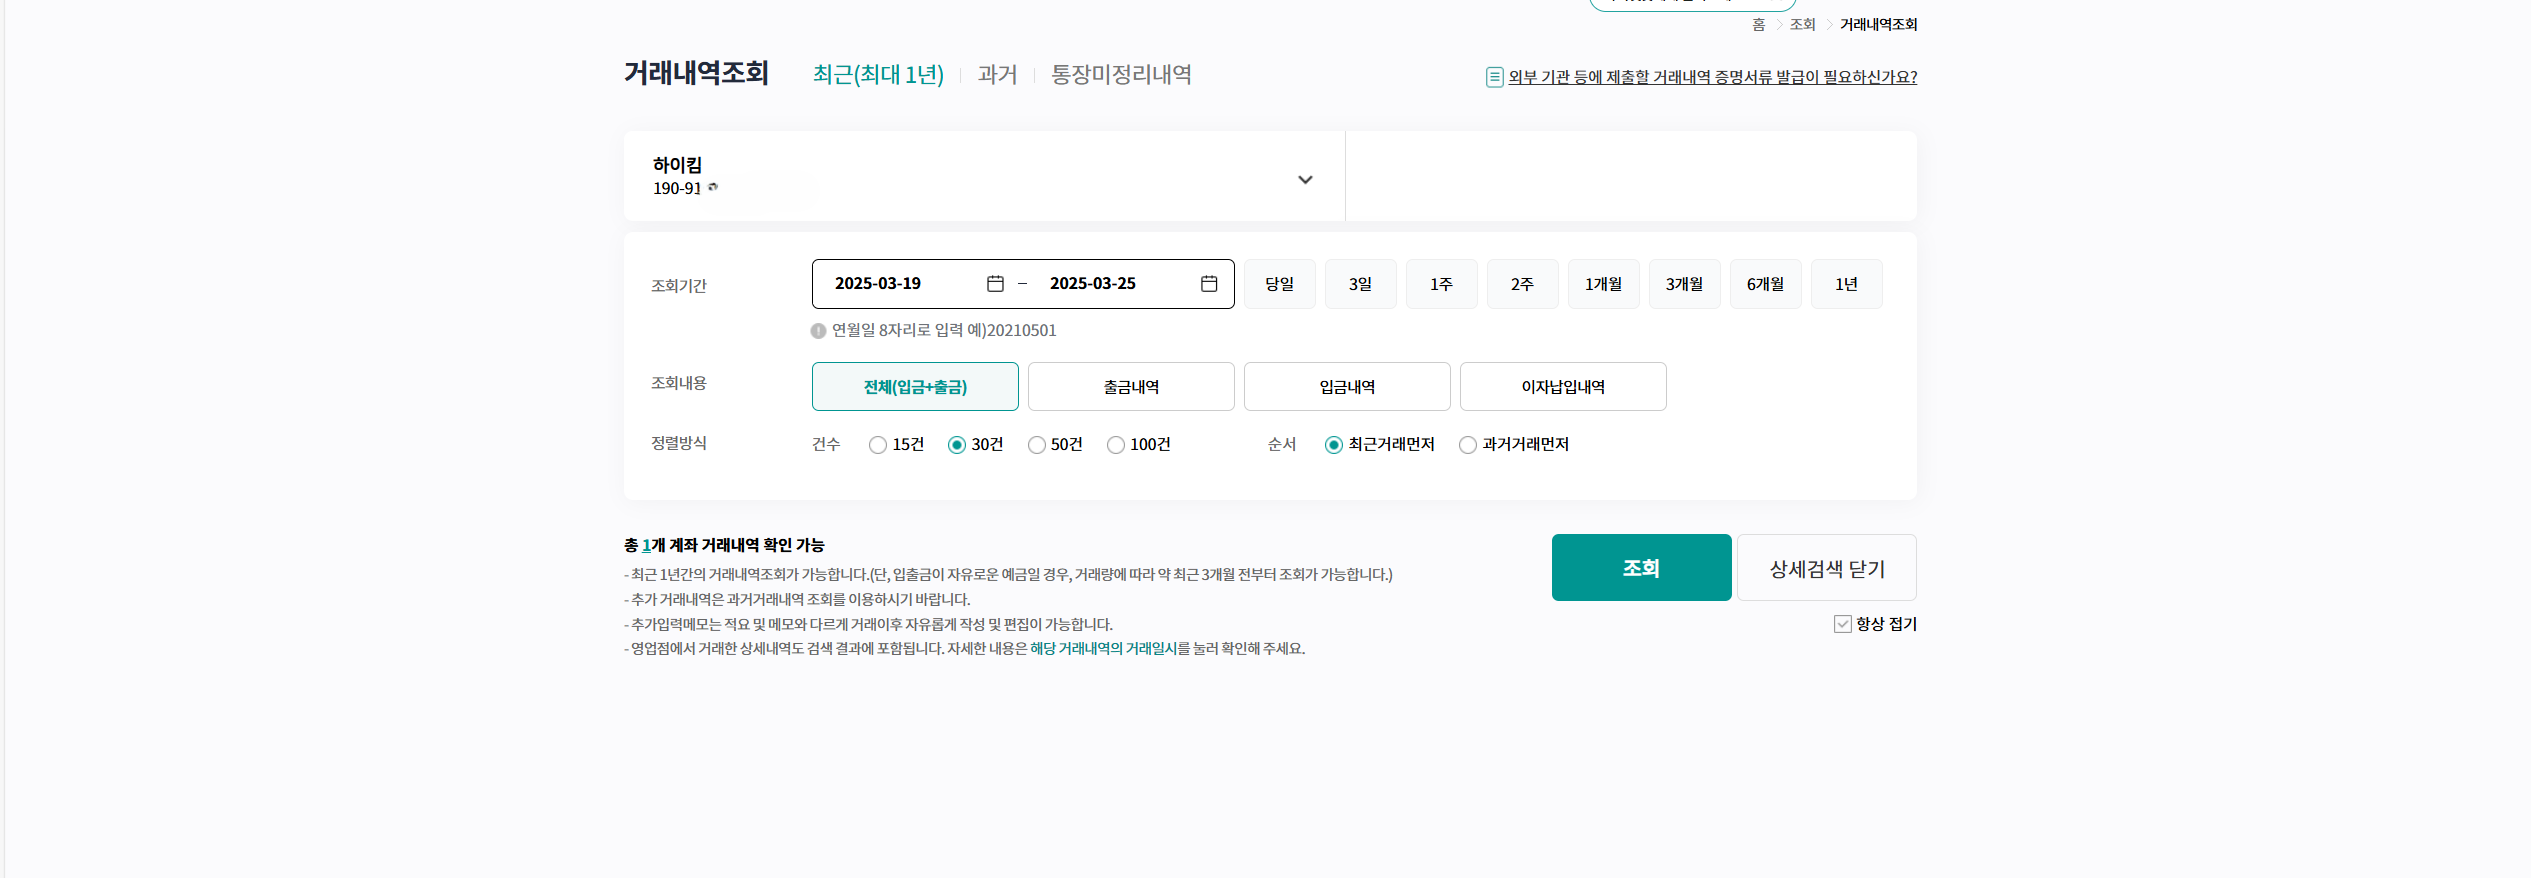 홈 > 조회 > 거래내역조회
거래내역조회 최근(최대 1년) 과거 통장미정리내역 외부 기관 등에 제출할 거래내역 증명서류 발급이 필요하신가요?
하이킴
190-91
조회기간 2025-03-19 – 2025-03-25 당일 3일 1주 2주 1개월 3개월 6개월 1년
연월일 8자리로 입력 예)20210501
조회내용 전체(입금+출금) 출금내역 입금내역 이자납입내역
정렬방식 건수 15건 30건 50건 100건 순서 최근거래먼저 과거거래먼저
총 1개 계좌 거래내역 확인 가능
- 최근 1년간의 거래내역조회가 가능합니다.(단, 입출금이 자유로운 예금일 경우, 거래량에 따라 약 최근 3개월 전부터 조회가 가능합니다.)
- 추가 거래내역은 과거거래내역 조회를 이용하시기 바랍니다.
- 추가입력메모는 적요 및 메모와 다르게 거래이후 자유롭게 작성 및 편집이 가능합니다.
- 영업점에서 거래한 상세내역도 검색 결과에 포함됩니다. 자세한 내용은 해당 거래내역의 거래일시를 눌러 확인해 주세요.
조회 상세검색 닫기
항상 접기